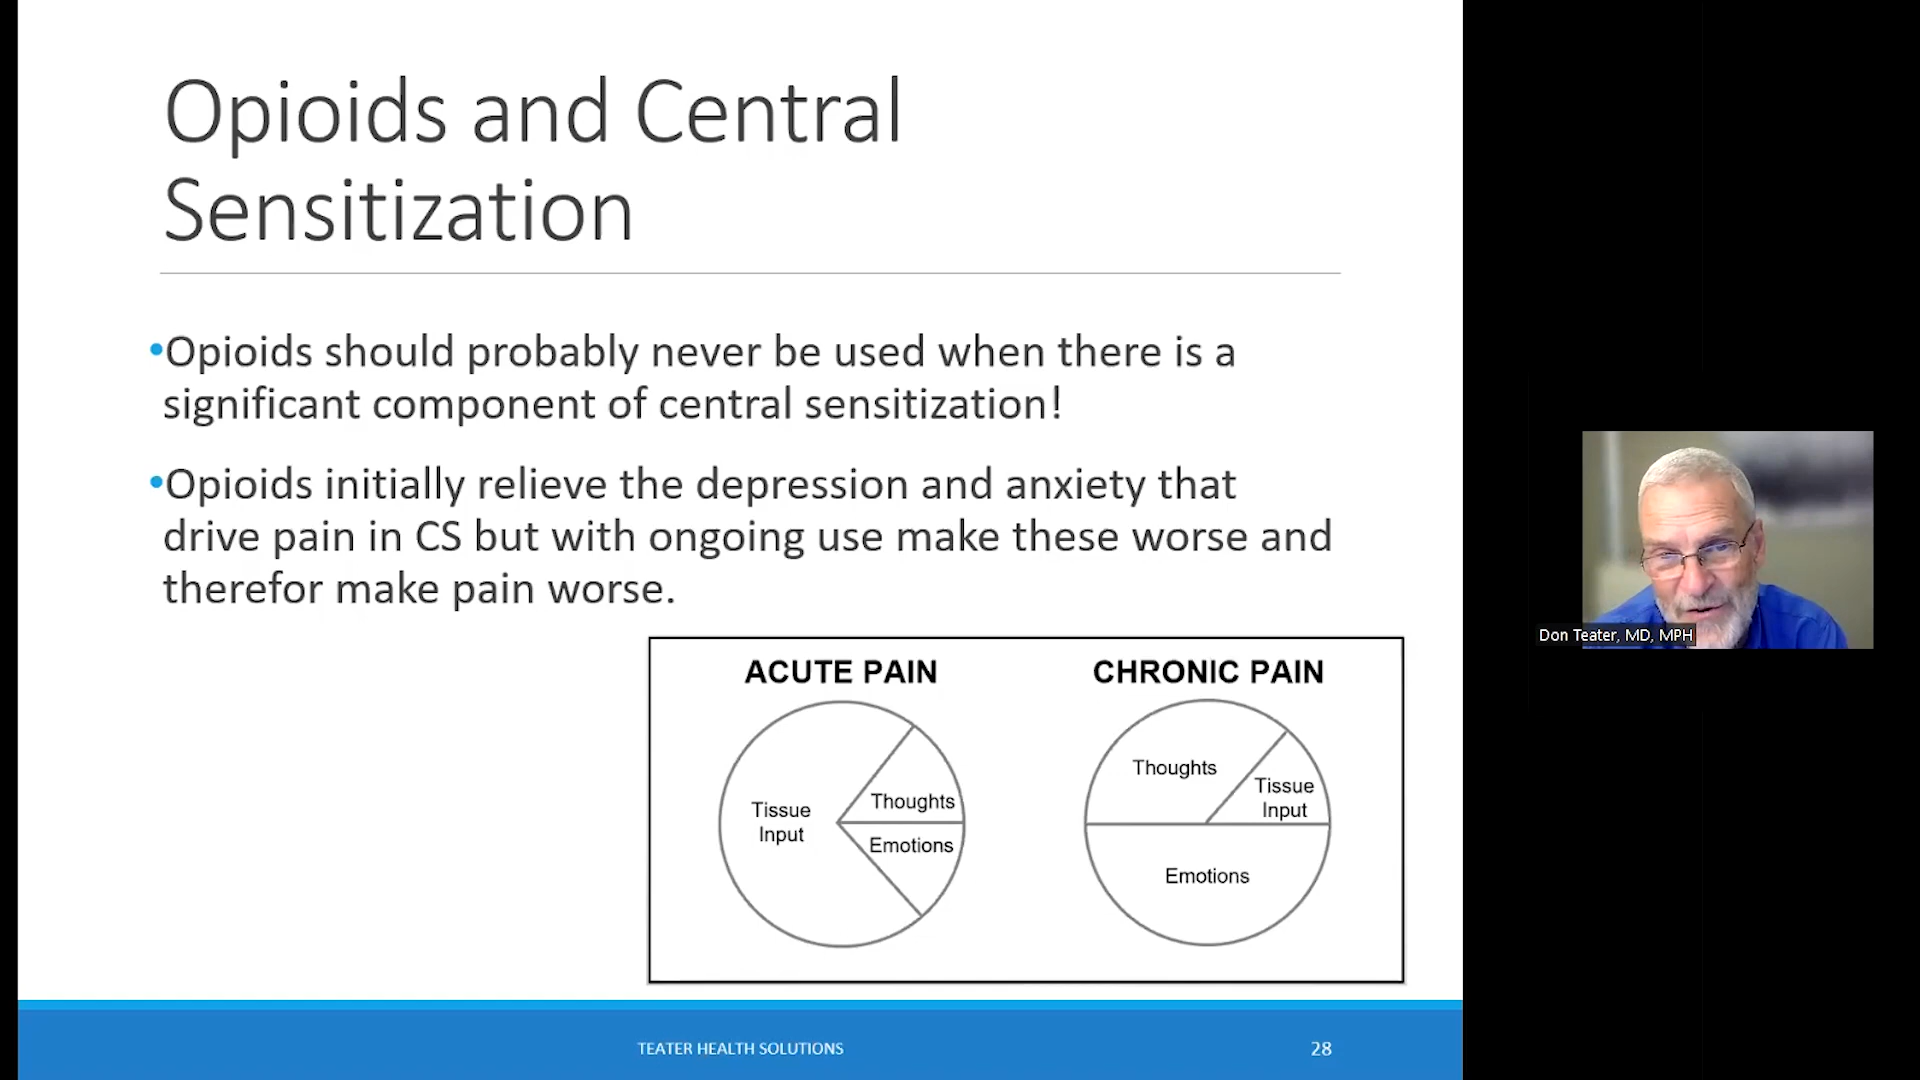 Opioids and Central
Sensitization
•Opioids should probably never be used when there is a
significant component of central sensitization!
•Opioids initially relieve the depression and anxiety that
drive pain in CS but with ongoing use make these worse and
therefor make pain worse.
ACUTE PAIN
Tissue
Input
Thoughts
Emotions
CHRONIC PAIN
Thoughts
Tissue
Input
Emotions
TEATER HEALTH SOLUTIONS
28
Don Teater, MD, MPH